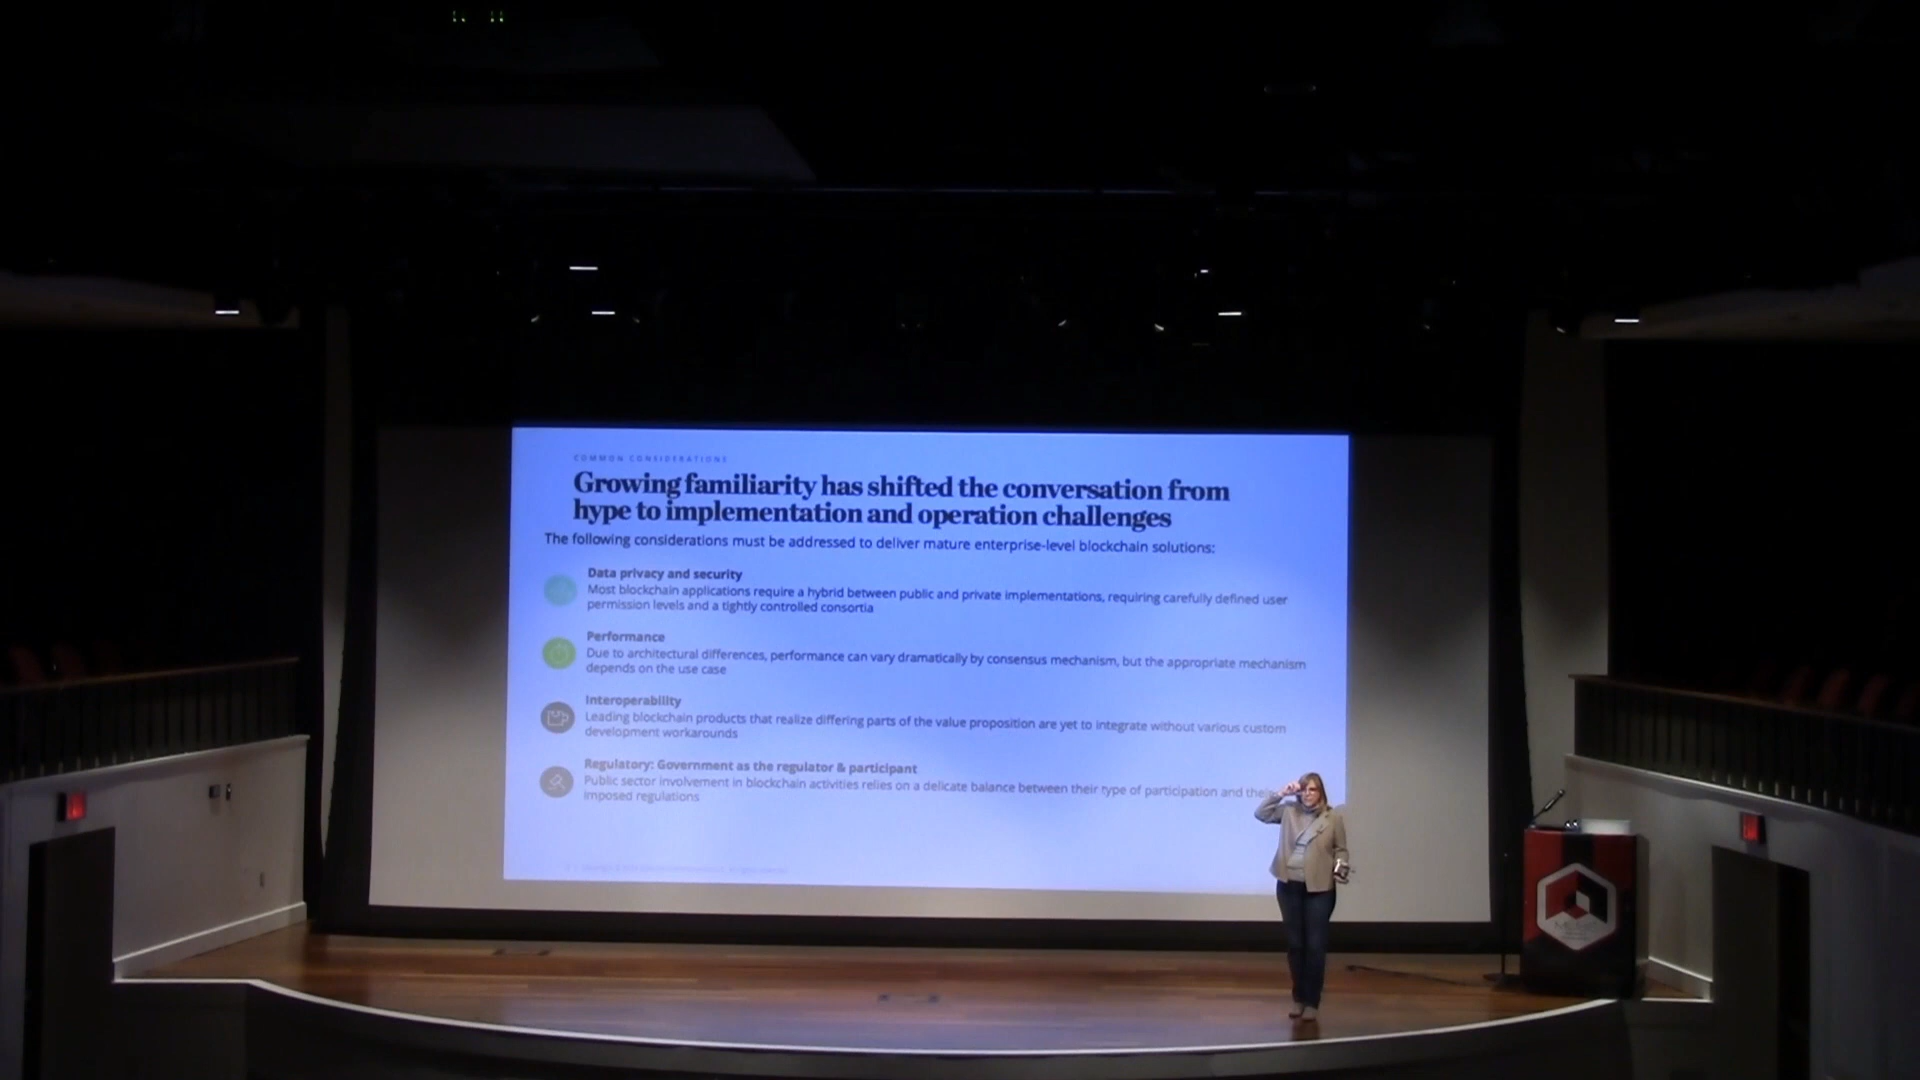 COMMON CONSIDERATIONS
Growing familiarity has shifted the conversation from
hype to implementation and operation challenges
The following considerations must be addressed to deliver mature enterprise-level blockchain solutions:
Data privacy and security
Most blockchain applications require a hybrid between public and private implementations, requiring carefully defined user
permission levels and a tightly controlled consortia
Performance
Due to architectural differences, performance can vary dramatically by consensus mechanism, but the appropriate mechanism
depends on the use case
Interoperability
Leading blockchain products that realize differing parts of the value proposition are yet to integrate without various custom
development workarounds
Regulatory: Government as the regulator & participant
Public sector involvement in blockchain activities relies on a delicate balance between their type of participation and
imposed regulations